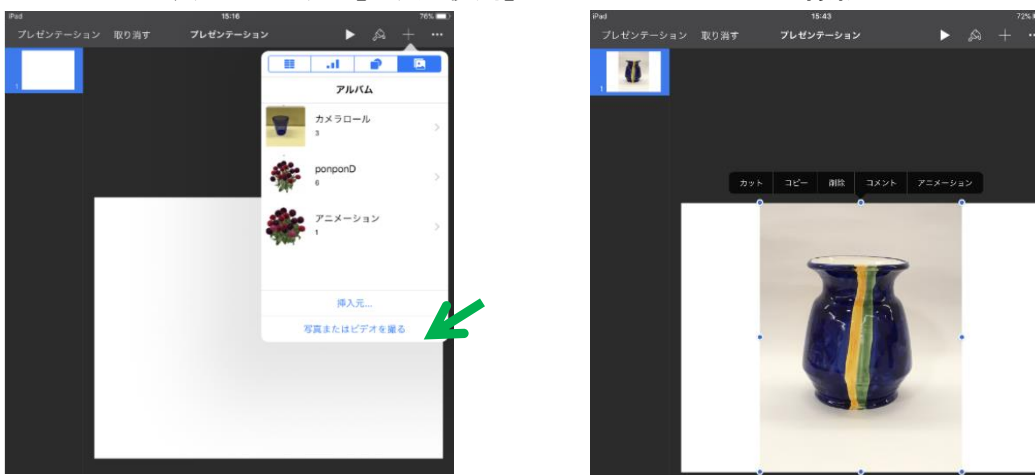 iPad 15:16 76%
プレゼンテーション 取り消す プレゼンテーション
1
アルバム
カメラロール
3
ponponD
6
アニメーション
1
挿入元...
写真またはビデオを撮る
iPad 15:43 72%
プレゼンテーション 取り消す プレゼンテーション
1
カット コピー 削除 コメント アニメーション